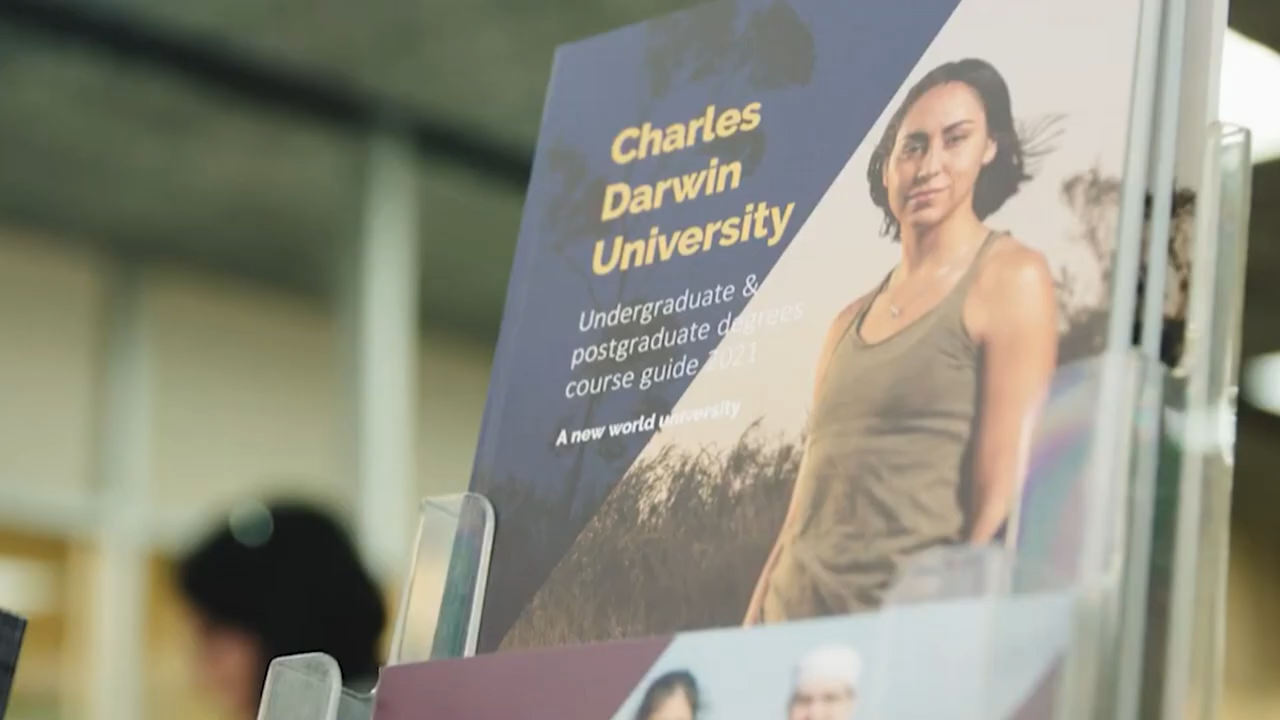 Charles
Darwin
University
Undergraduate &
postgraduate degrees
course guide 2021
A new world university